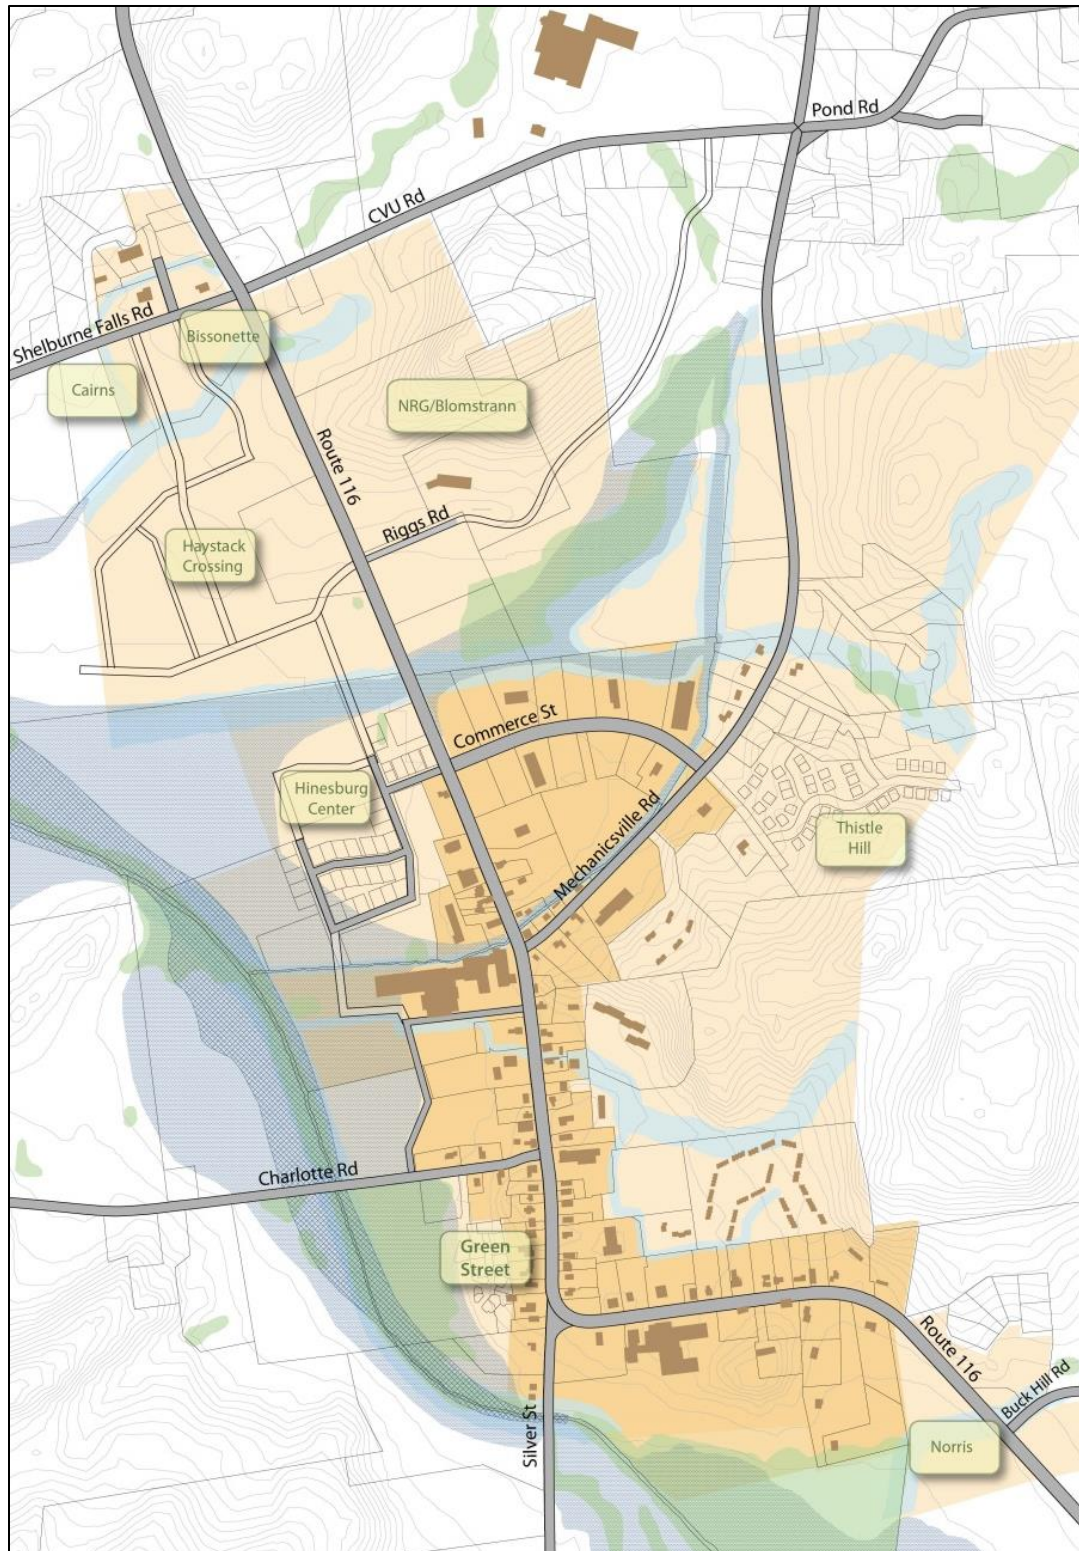 Pond Rd
CVU Rd
Shelburne Falls Rd
Bissonette
Cairns
NRG/Blomstrann
Route 116
Riggs Rd
Haystack
Crossing
Commerce St
Hinesburg
Center
Mechanicsville Rd
Thistle
Hill
Charlotte Rd
Green
Street
Route 116
Buck Hill Rd
Silver St
Norris